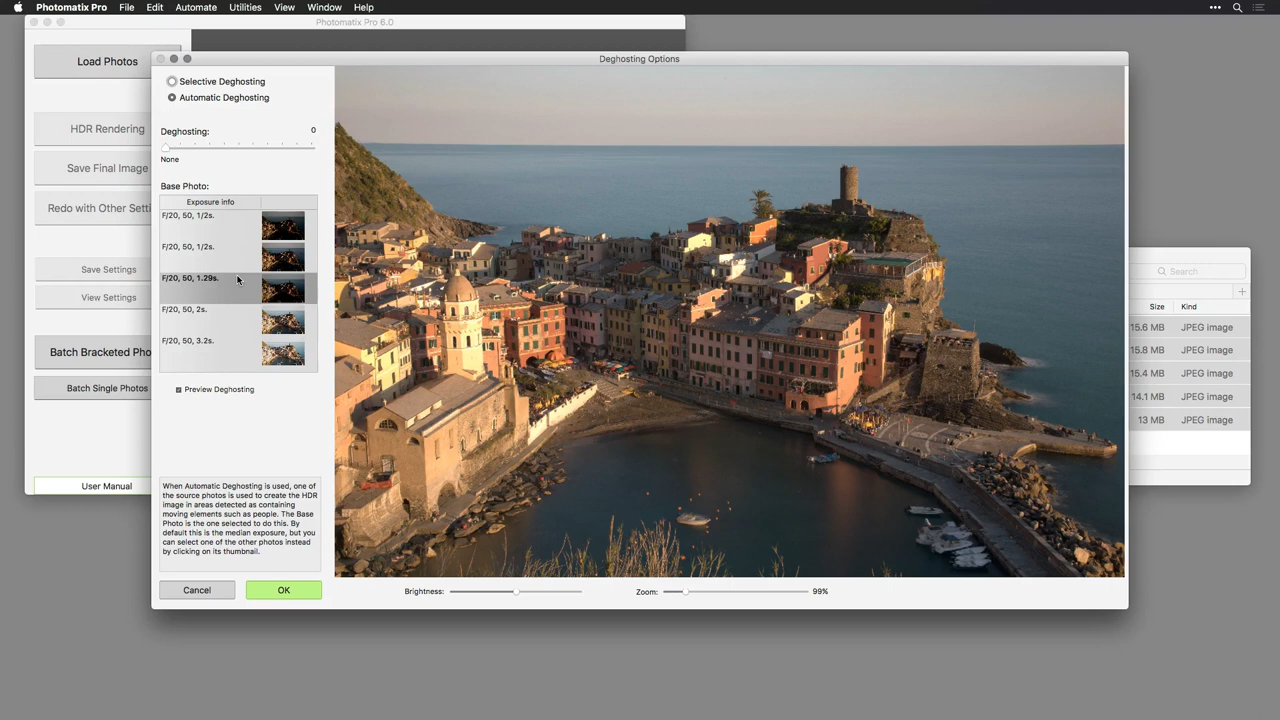 Photomatix Pro File Edit Automate Utilities View Window Help
Photomatix Pro 6.0
Load Photos
HDR Rendering
Save Final Image
Redo with Other Setti
Save Settings
View Settings
Batch Bracketed Pho
Batch Single Photos
User Manual
Deghosting Options
Selective Deghosting
Automatic Deghosting
Deghosting: 0
None
Base Photo:
Exposure info
F/20, 50, 1/2s.
F/20, 50, 1/2s.
F/20, 50, 1.29s.
F/20, 50, 2s.
F/20, 50, 3.2s.
Preview Deghosting
When Automatic Deghosting is used, one of
the source photos is used to create the HDR
image in areas detected as containing
moving elements such as people. The Base
Photo is the one selected to do this. By
default this is the median exposure, but you
can select one of the other photos instead
by clicking on its thumbnail.
Cancel OK
Brightness: Zoom: 99%
Search
Size Kind
15.6 MB JPEG image
15.8 MB JPEG image
15.4 MB JPEG image
14.1 MB JPEG image
13 MB JPEG image